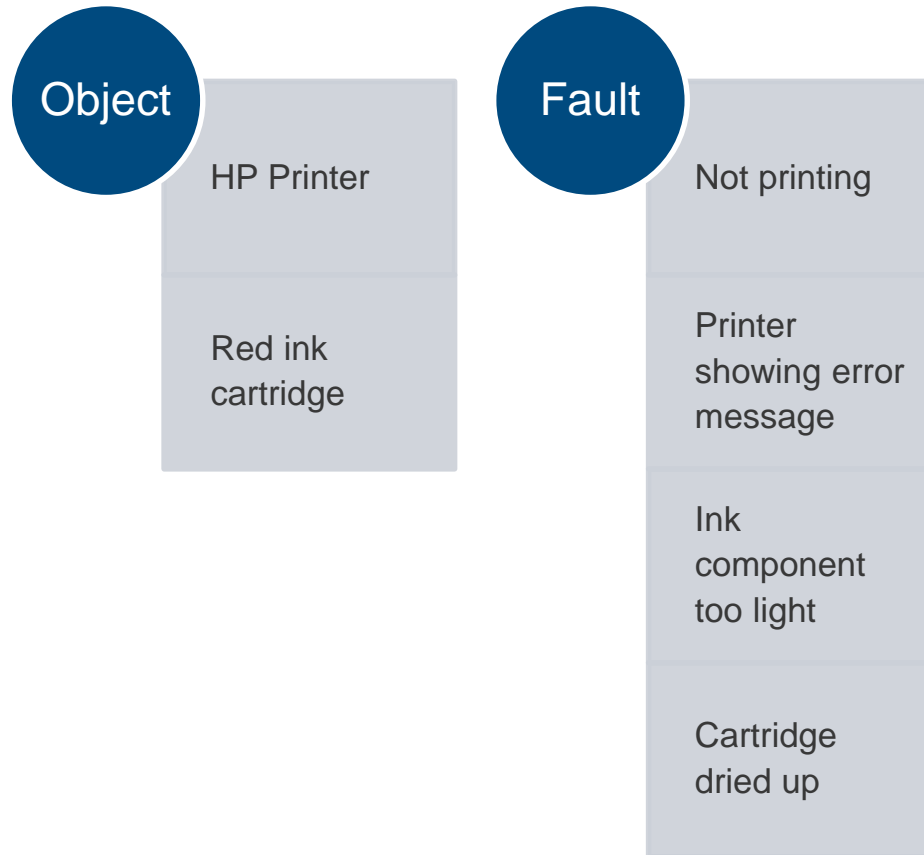 Object
HP Printer
Red ink
cartridge
Fault
Not printing
Printer
showing error
message
Ink
component
too light
Cartridge
dried up